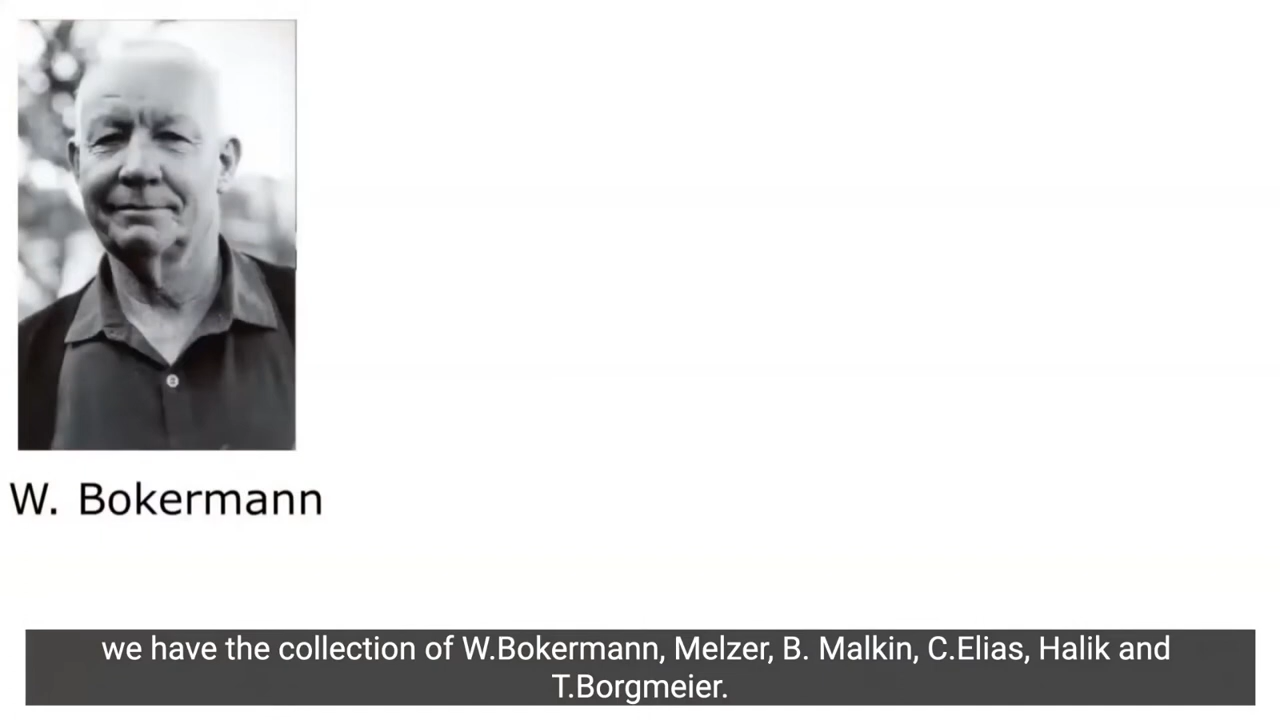 W. Bokermann
we have the collection of W.Bokermann, Melzer, B. Malkin, C.Elias, Halik and
T.Borgmeier.